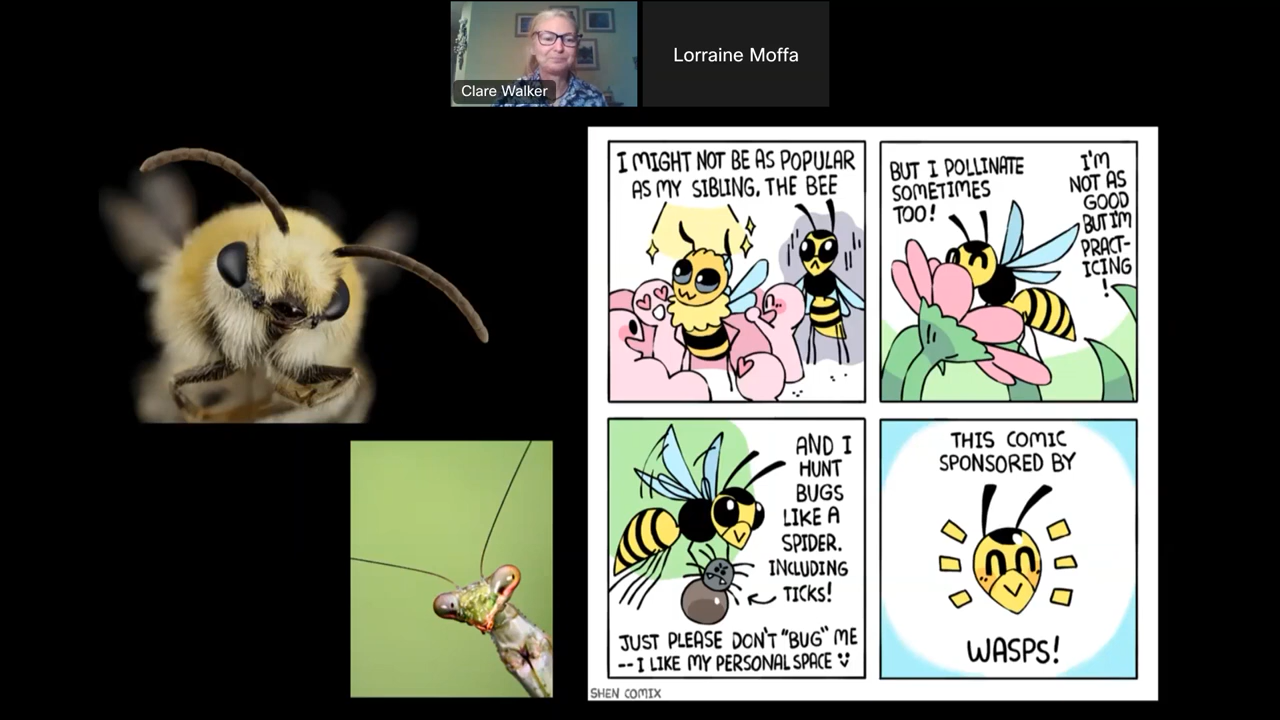 Clare Walker
Lorraine Moffa
I MIGHT NOT BE AS POPULAR
AS MY SIBLING, THE BEE
BUT I POLLINATE
SOMETIMES
TOO!
I'M
NOT AS
GOOD
BUT I'M
PRACT-
ICING
!
AND I
HUNT
BUGS
LIKE A
SPIDER.
INCLUDING
TICKS!
JUST PLEASE DON'T "BUG" ME
-- I LIKE MY PERSONAL SPACE
THIS COMIC
SPONSORED BY
WASPS!
SHEN COMIX